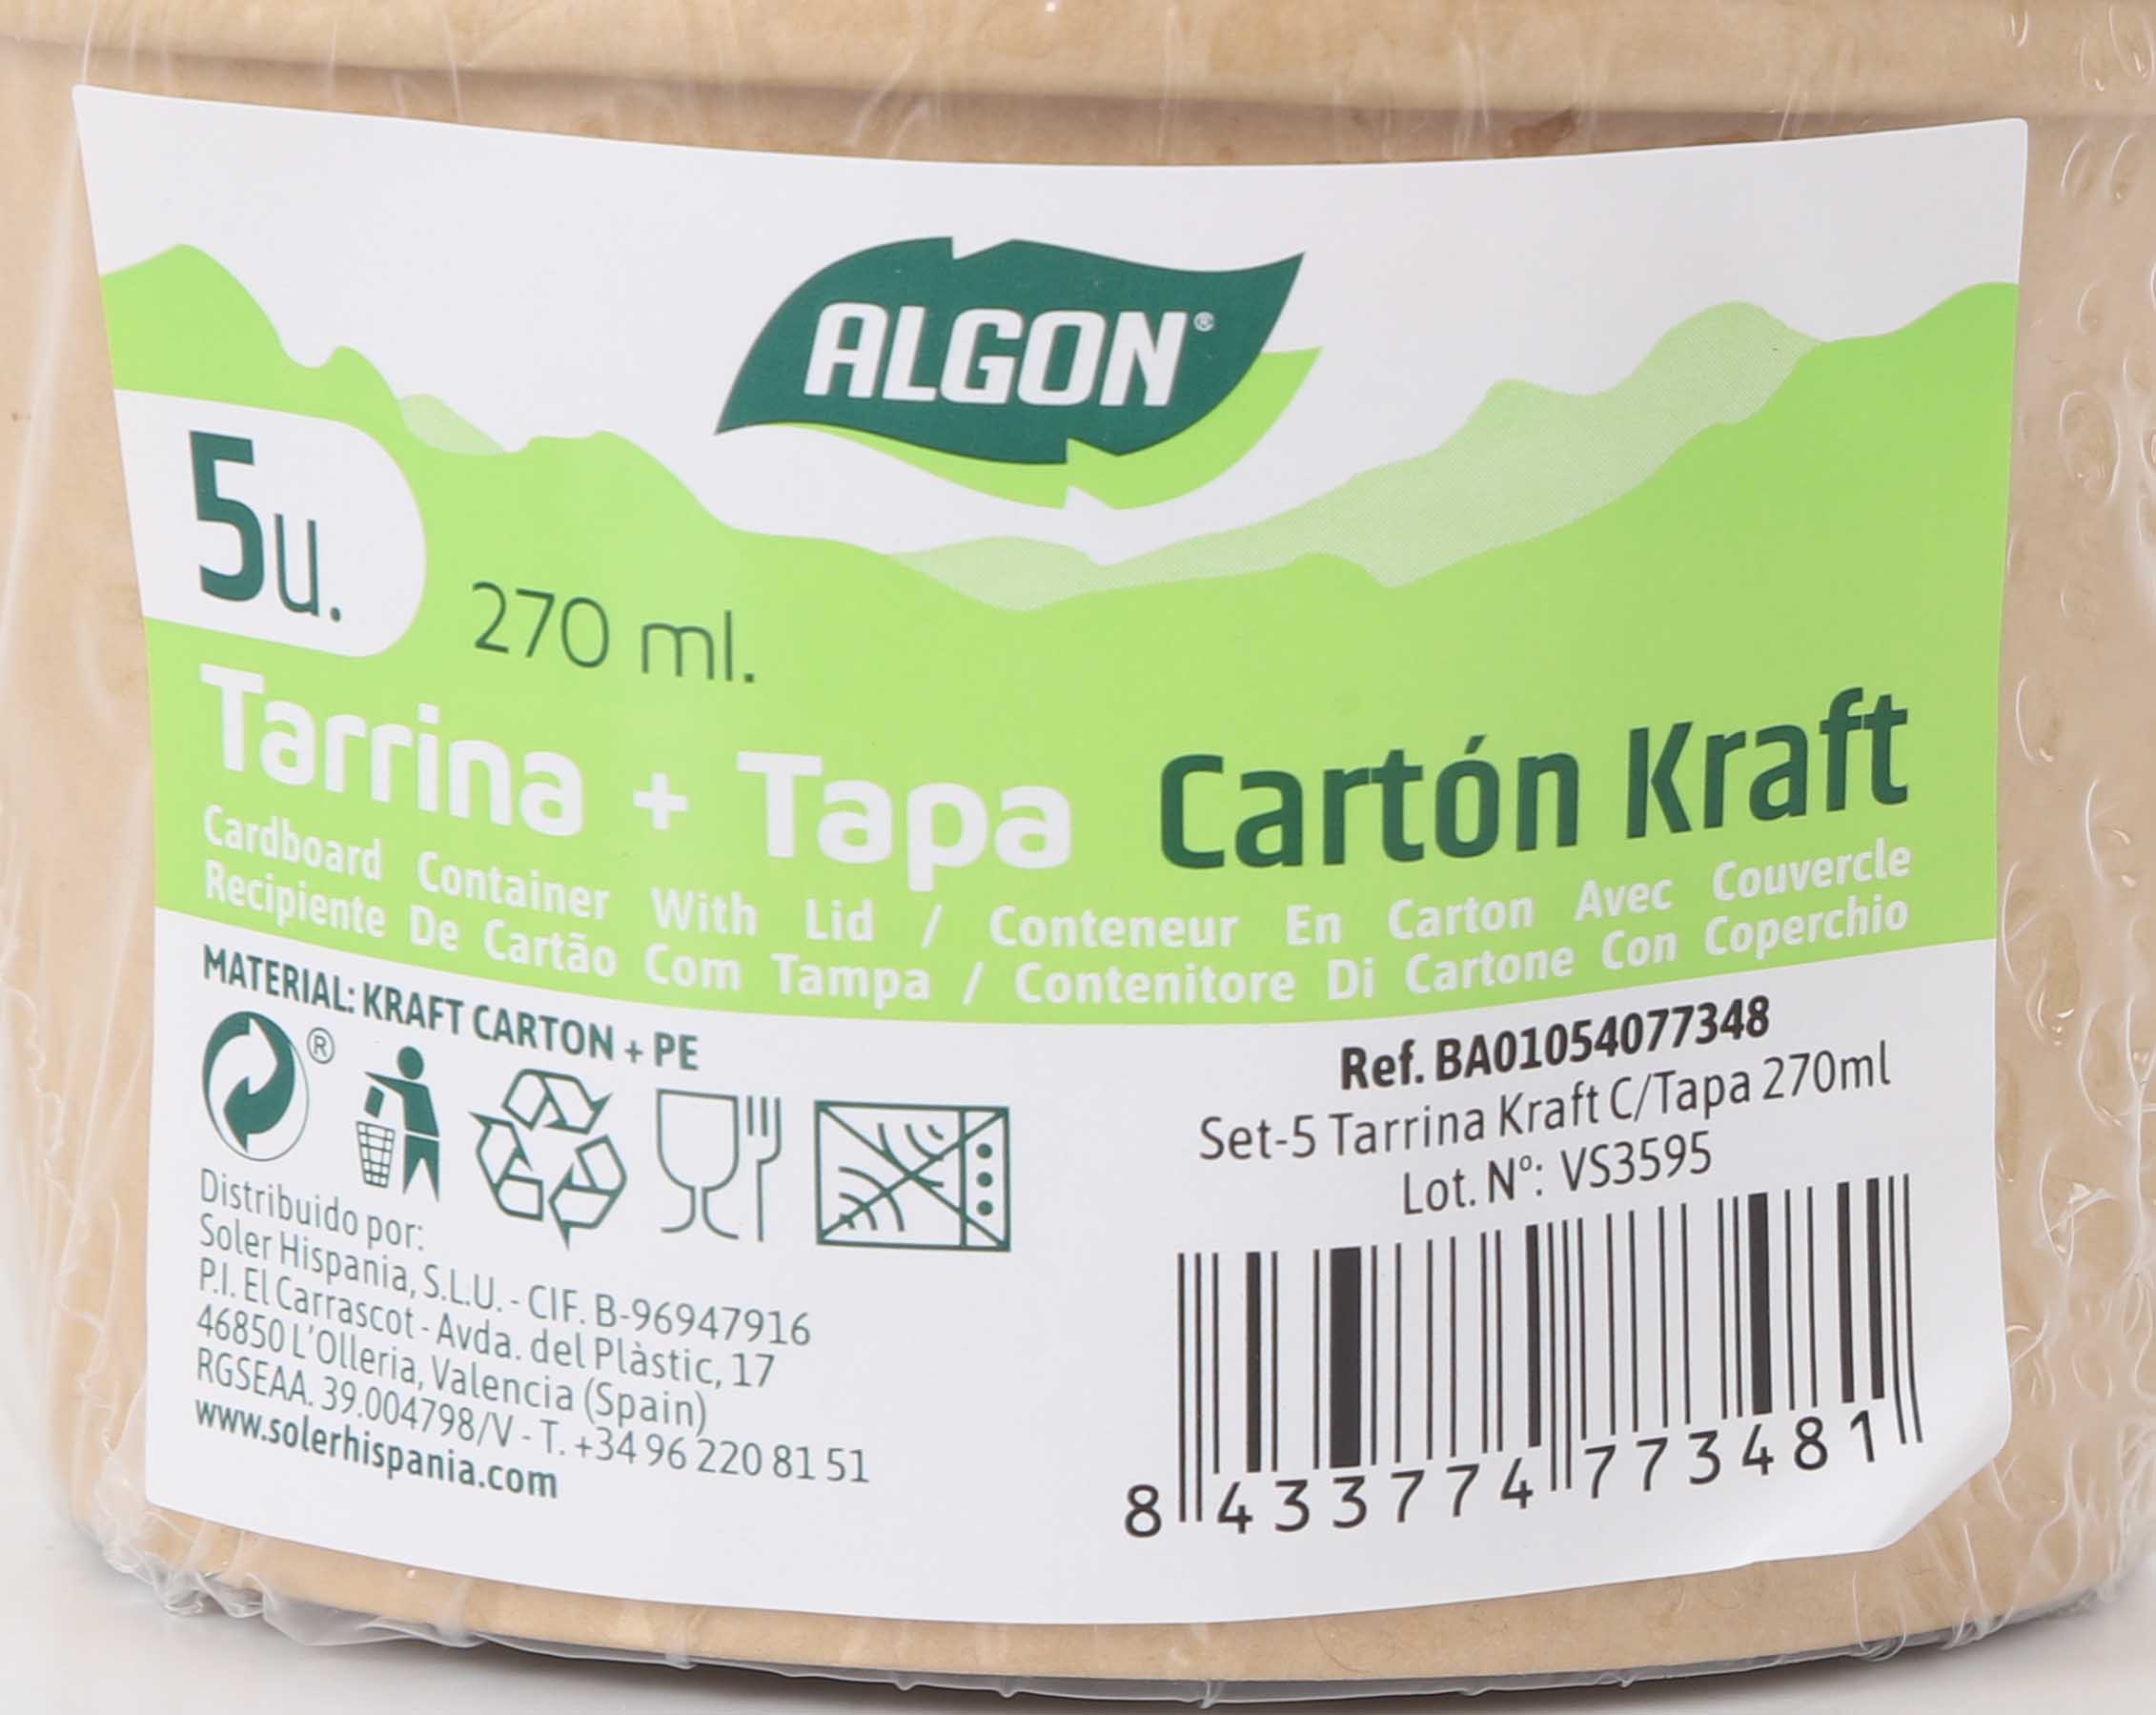 ALGON®
5u.
270 ml.
Tarrina + Tapa Cartón Kraft
Cardboard Container With Lid / Conteneur En Carton Avec Couvercle
Recipiente De Cartão Com Tampa / Contenitore Di Cartone Con Coperchio
MATERIAL: KRAFT CARTON + PE
®
Distribuido por:
Soler Hispania, S.L.U. - CIF. B-96947916
P.I. El Carrascot - Avda. del Plàstic, 17
46850 L'Olleria, Valencia (Spain)
RGSEAA. 39.004798/V - T. +34 96 220 81 51
www.solerhispania.com
Ref. BA01054077348
Set-5 Tarrina Kraft C/Tapa 270ml
Lot. Nº: VS3595
8 433774 773481